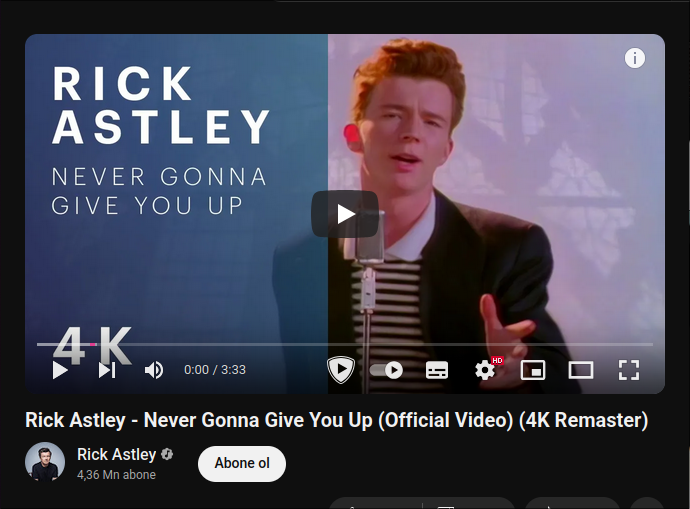 RICK
ASTLEY
NEVER GONNA
GIVE YOU UP
4K
0:00 / 3:33
HD
Rick Astley - Never Gonna Give You Up (Official Video) (4K Remaster)
Rick Astley
4,36 Mn abone
Abone ol